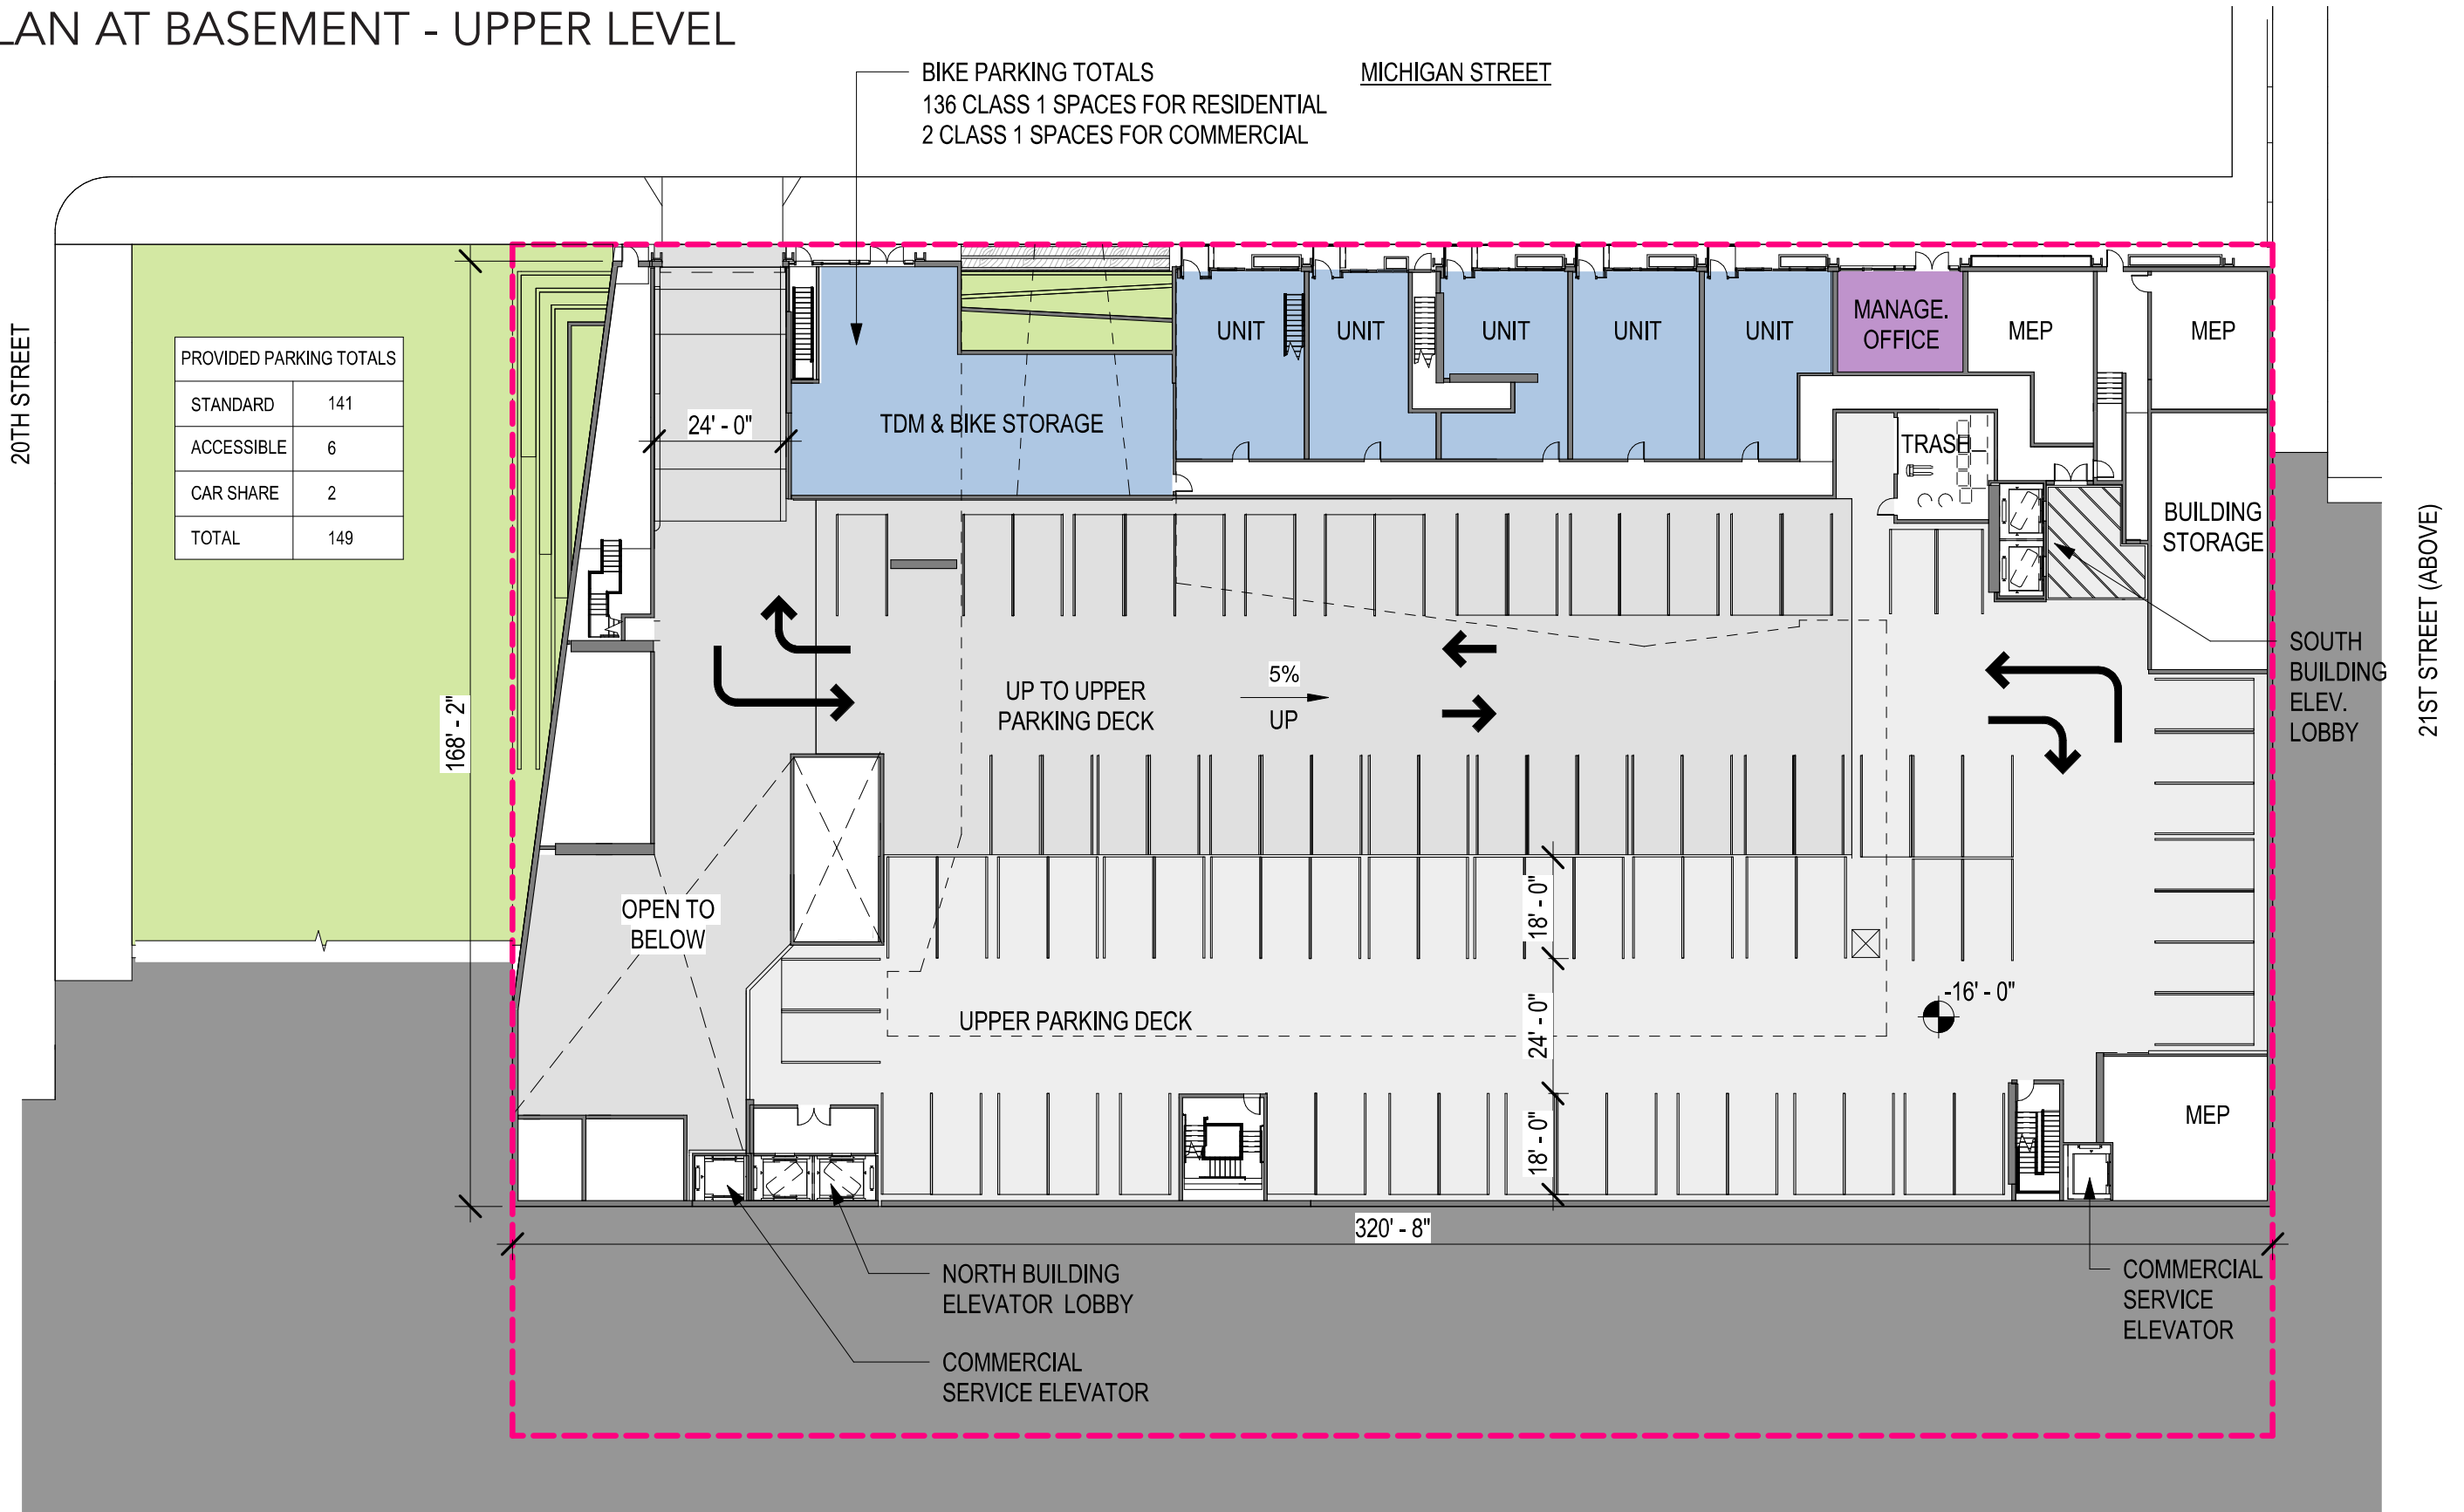 LAN AT BASEMENT - UPPER LEVEL
BIKE PARKING TOTALS
136 CLASS 1 SPACES FOR RESIDENTIAL
2 CLASS 1 SPACES FOR COMMERCIAL
MICHIGAN STREET
20TH STREET
PROVIDED PARKING TOTALS
STANDARD 141
ACCESSIBLE 6
CAR SHARE 2
TOTAL 149
24' - 0"
TDM & BIKE STORAGE
UNIT
UNIT
UNIT
UNIT
UNIT
MANAGE.
OFFICE
MEP
MEP
TRASH
BUILDING
STORAGE
21ST STREET (ABOVE)
SOUTH
BUILDING
ELEV.
LOBBY
168' - 2"
UP TO UPPER
PARKING DECK
5%
UP
OPEN TO
BELOW
18' - 0"
24' - 0"
18' - 0"
UPPER PARKING DECK
-16' - 0"
MEP
320' - 8"
NORTH BUILDING
ELEVATOR LOBBY
COMMERCIAL
SERVICE ELEVATOR
COMMERCIAL
SERVICE
ELEVATOR